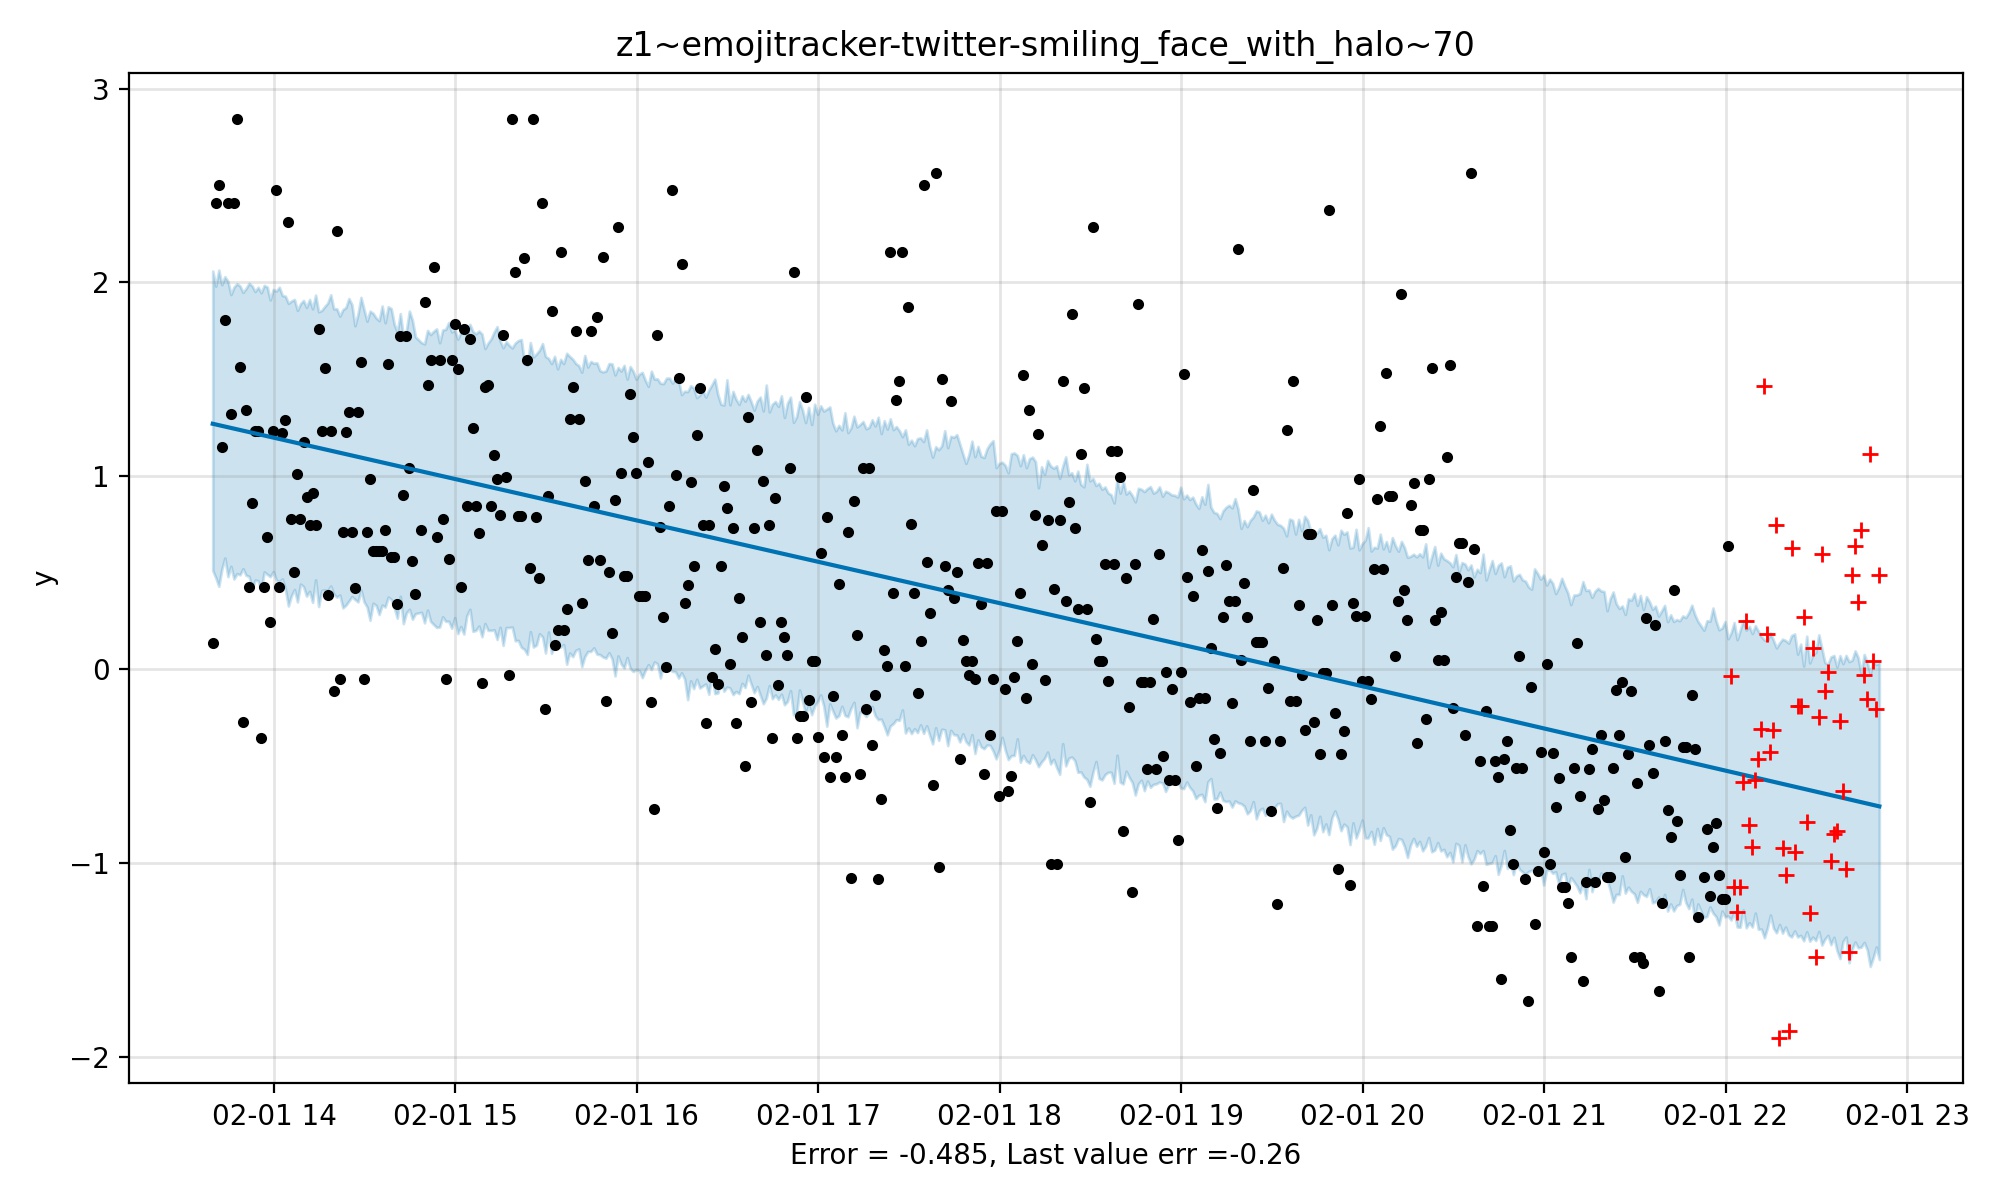 z1~emojitracker-twitter-smiling_face_with_halo~70
3
2
1
0
−1
−2
y
02-01 14 02-01 15 02-01 16 02-01 17 02-01 18 02-01 19 02-01 20 02-01 21 02-01 22 02-01 23
Error = -0.485, Last value err =-0.26